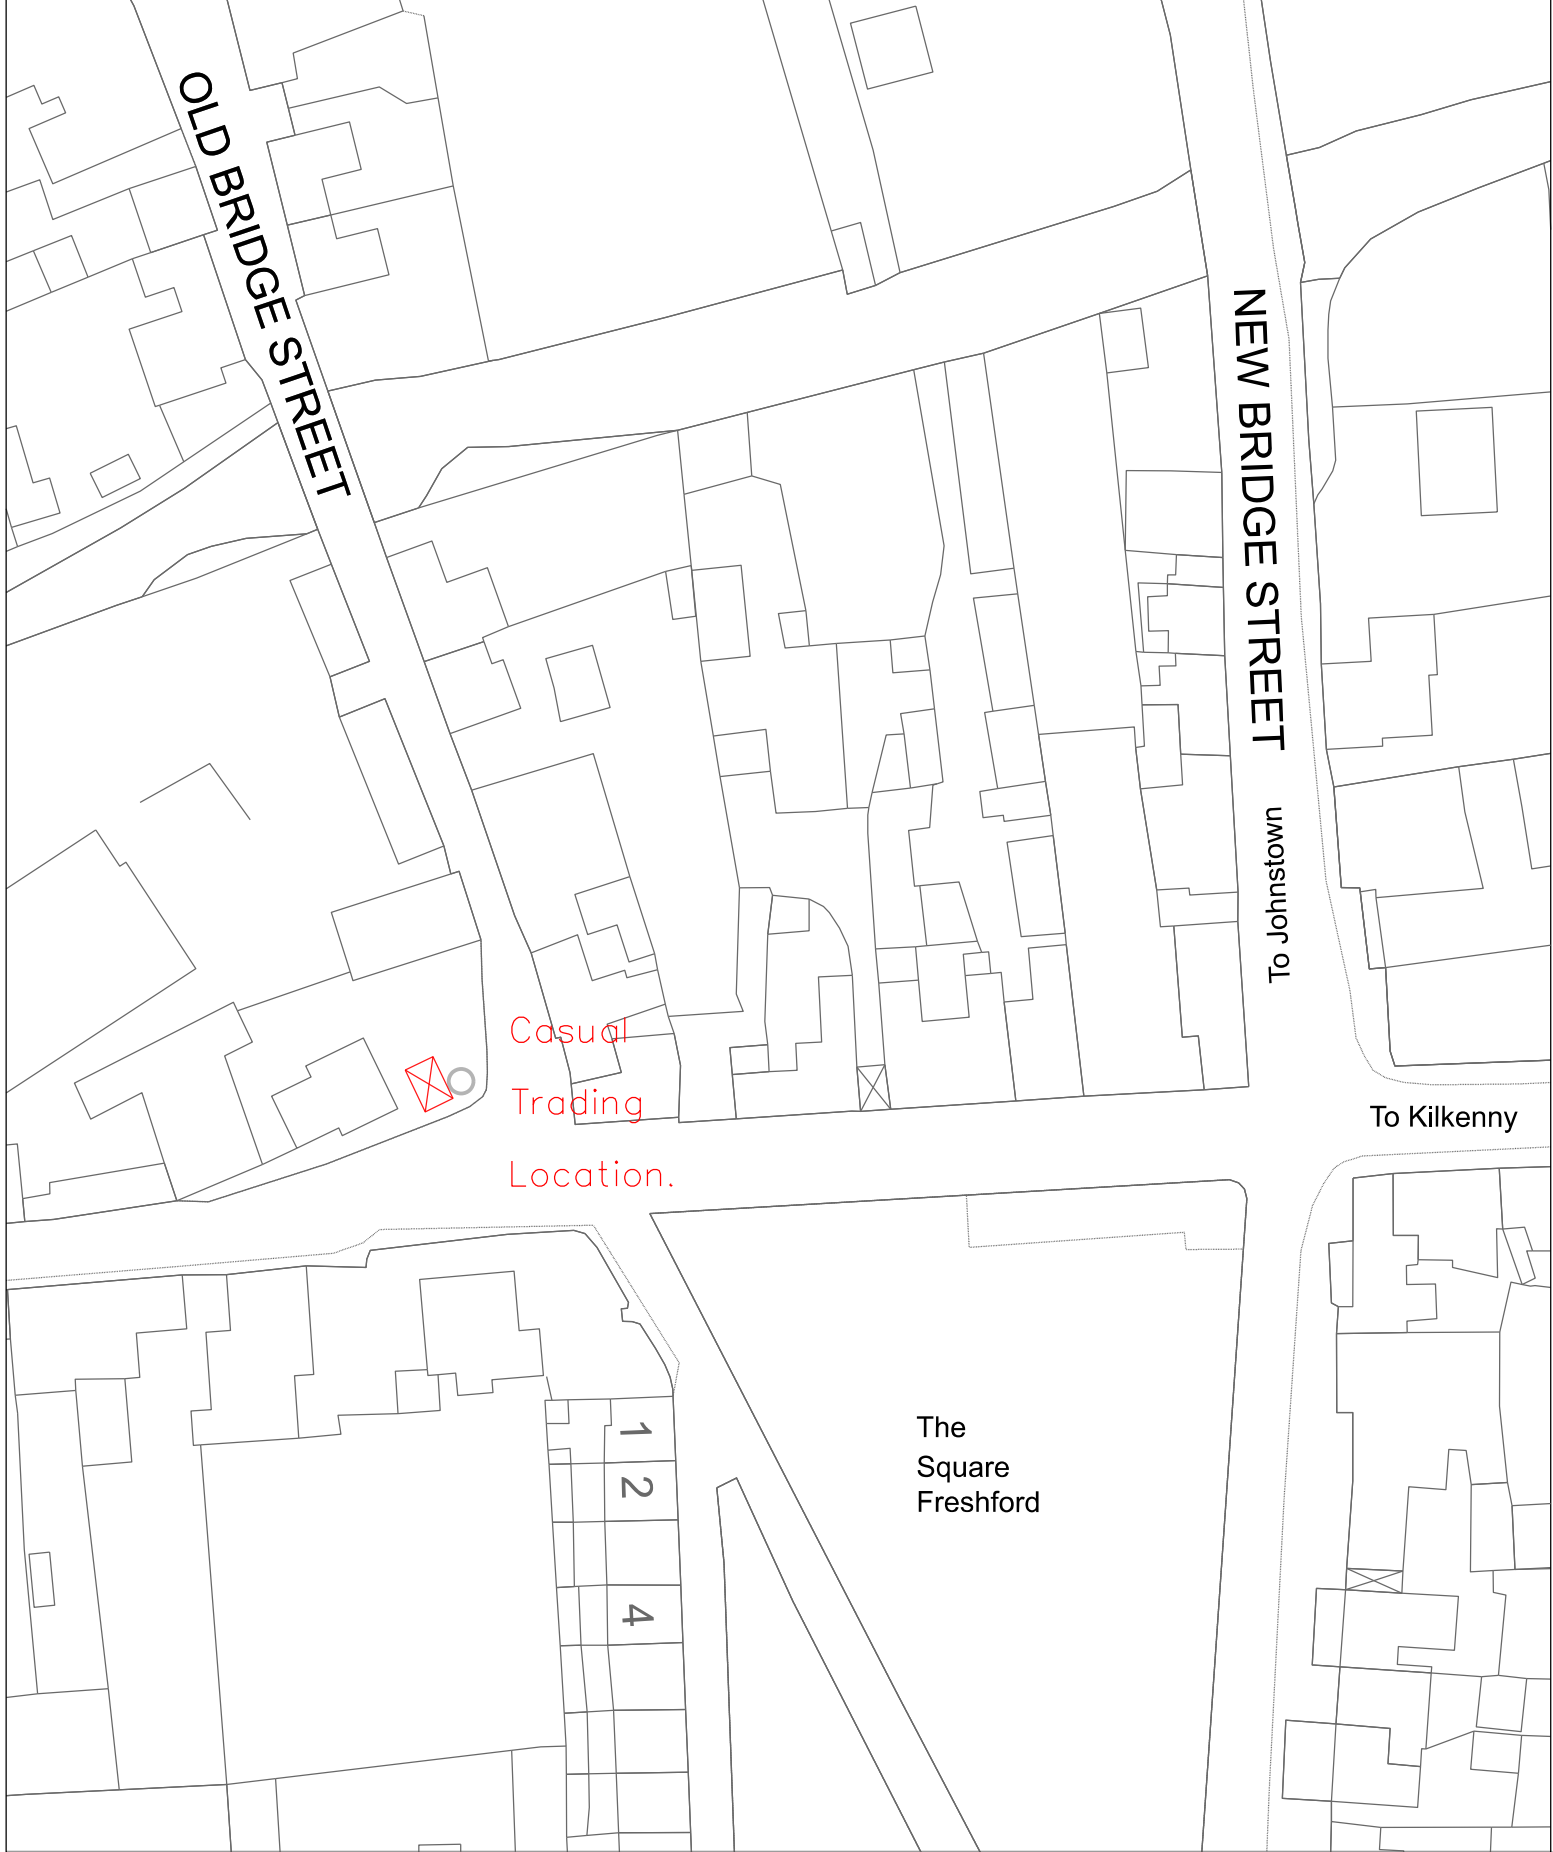 OLD BRIDGE STREET
NEW BRIDGE STREET
To Johnstown
Casual
Trading
Location.
To Kilkenny
The
Square
Freshford
1
2
4